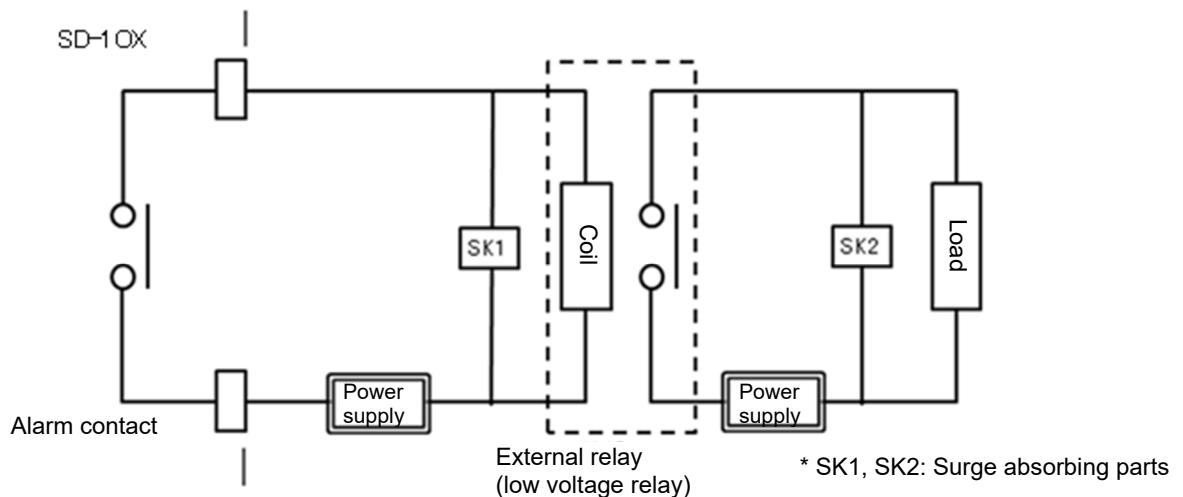 SD-10X
SK1
Coil
SK2
Load
Power
supply
Power
supply
Alarm contact
External relay
(low voltage relay)
* SK1, SK2: Surge absorbing parts